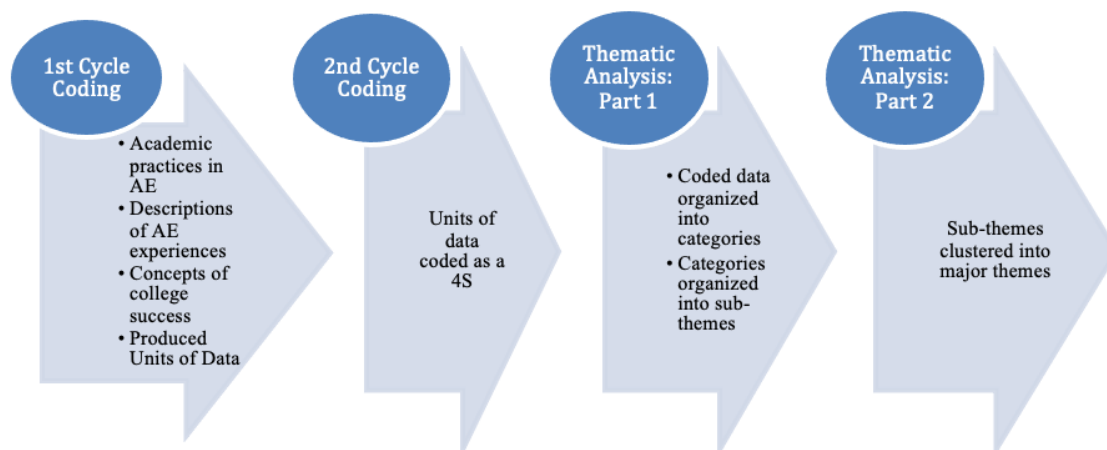 1st Cycle
Coding
• Academic
practices in
AE
• Descriptions
of AE
experiences
• Concepts of
college
success
• Produced
Units of Data
2nd Cycle
Coding
Units of
data
coded as a
4S
Thematic
Analysis:
Part 1
• Coded data
organized
into
categories
• Categories
organized
into sub-
themes
Thematic
Analysis:
Part 2
Sub-themes
clustered into
major themes